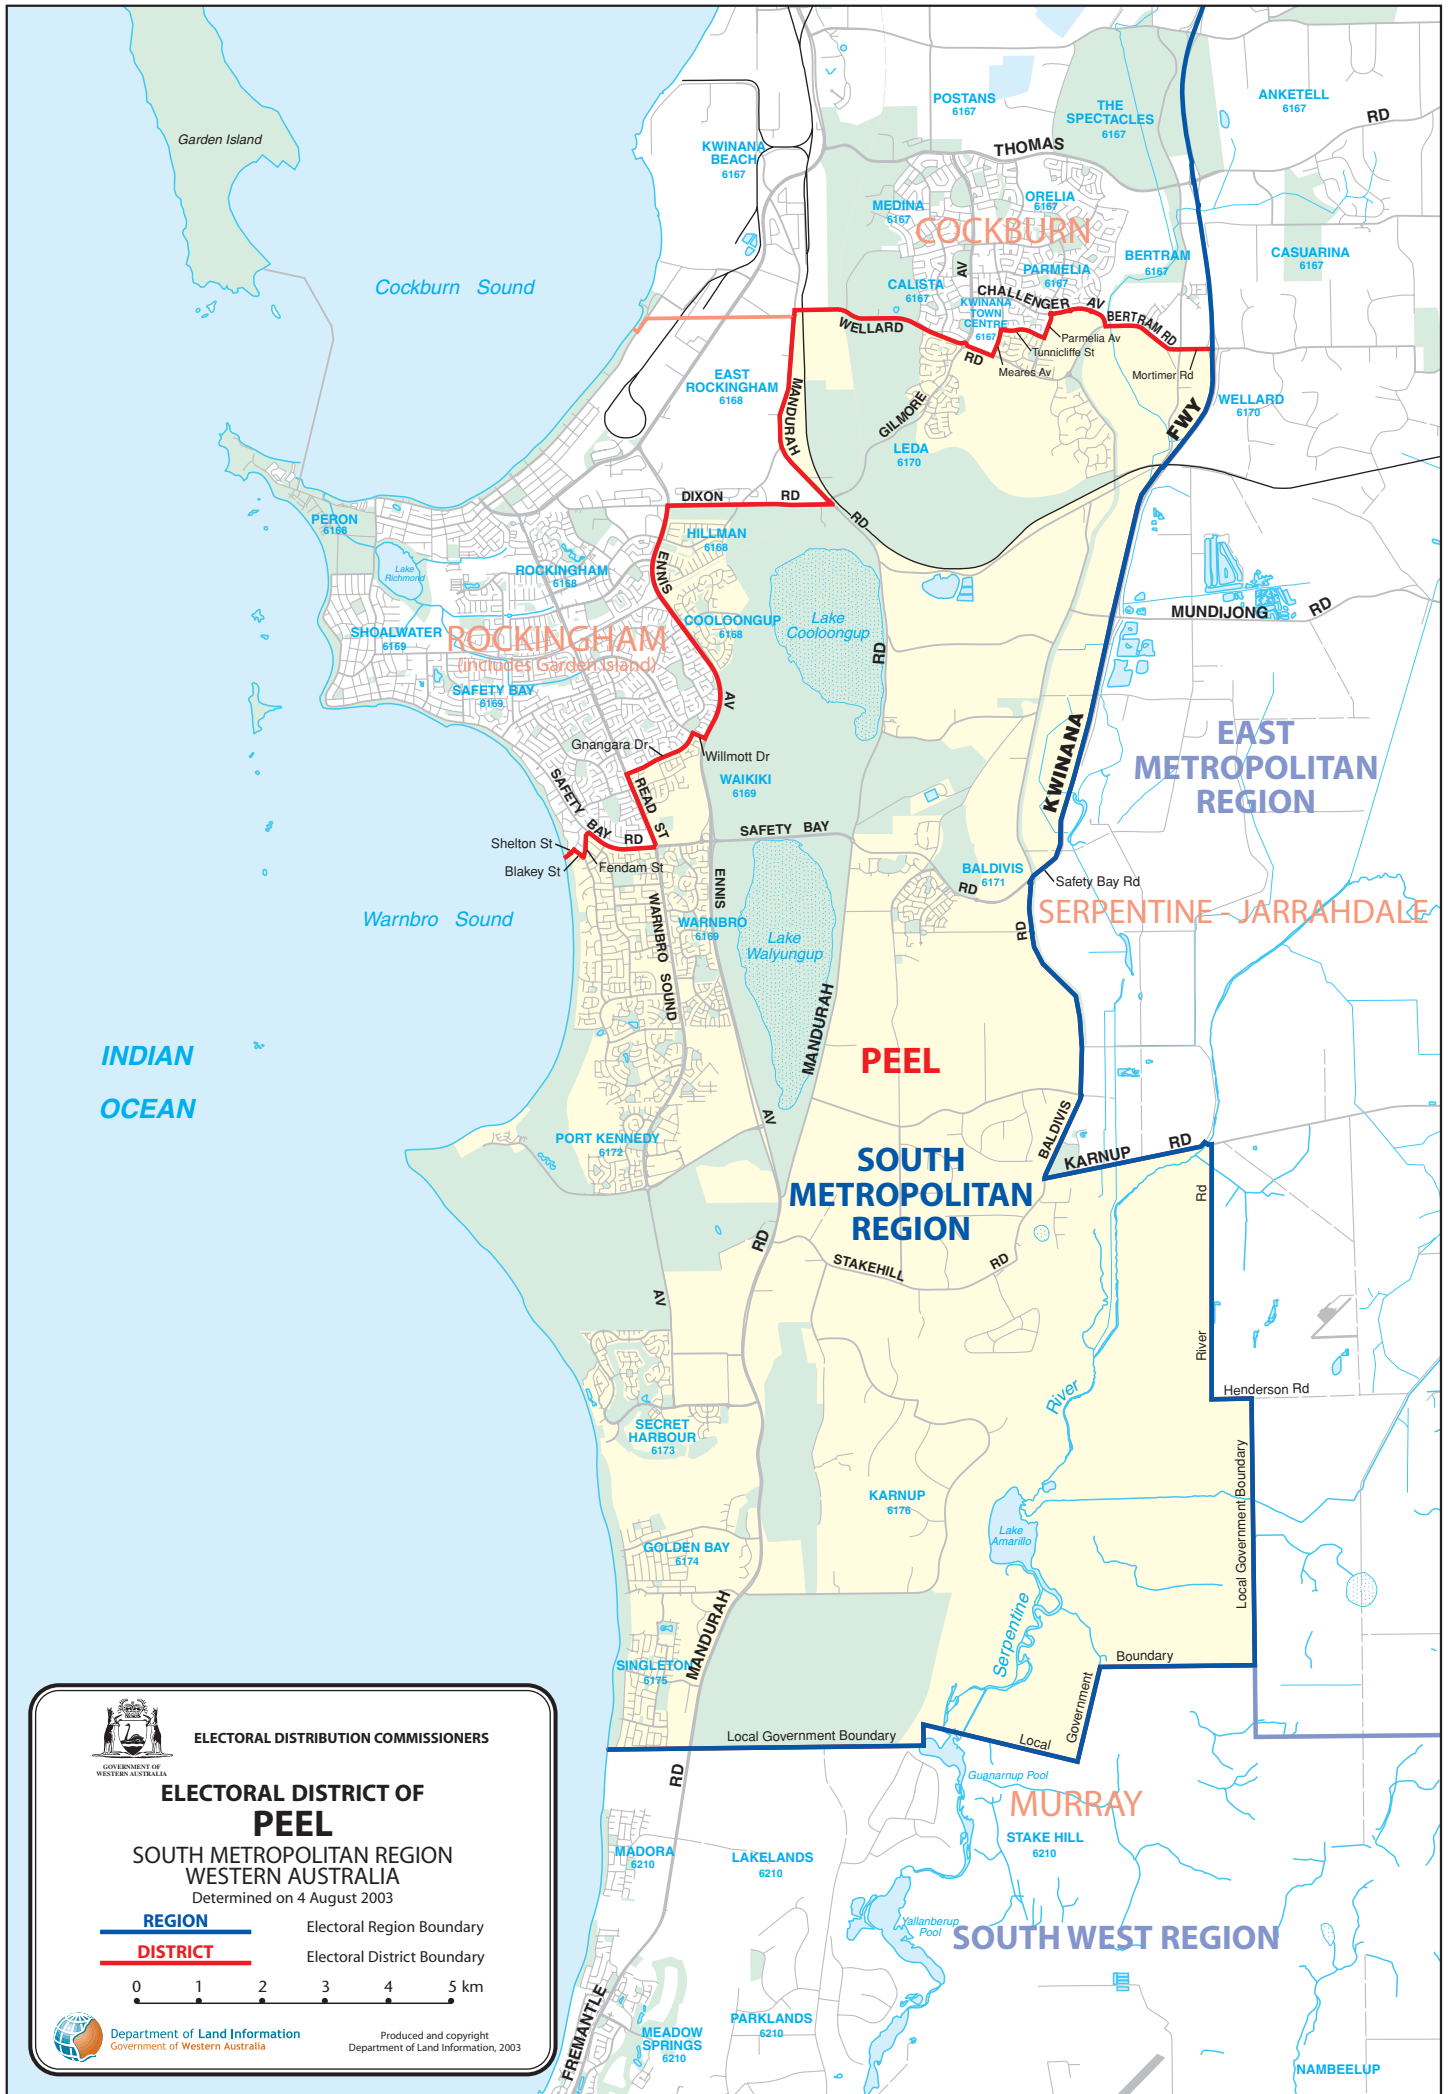 Garden Island
POSTANS
6167
THE
SPECTACLES
6167
ANKETELL
6167
RD
KWINANA
BEACH
6167
THOMAS
MEDINA
6167
ORELIA
6167
COCKBURN
BERTRAM
6167
CASUARINA
6167
AV
PARMELIA
6167
Cockburn Sound
CALISTA
6167
CHALLENGER AV
KWINANA
TOWN
CENTRE
6167
WELLARD
RD
BERTRAM RD
Parmelia Av
Tunnicliffe St
Meares Av
Mortimer Rd
EAST
ROCKINGHAM
6168
MANDURAH
GILMORE
WELLARD
6170
FWY
LEDA
6170
DIXON RD
RD
PERON
6168
HILLMAN
6168
Lake
Richmond
ROCKINGHAM
6168
ENNIS
COOLOONGUP
6168
Lake
Cooloongup
MUNDIJONG RD
SHOALWATER
6169
ROCKINGHAM
(includes Garden Island)
RD
SAFETY BAY
6169
AV
KWINANA
EAST
METROPOLITAN
REGION
Gnangara Dr
Willmott Dr
WAIKIKI
6169
SAFETY BAY RD
READ ST
SAFETY BAY
Shelton St
Blakey St
Fendam St
BALDIVIS
6171
RD
Safety Bay Rd
ENNIS
SERPENTINE - JARRAHDALE
Warnbro Sound
WARNBRO
6169
WARNBRO SOUND
Lake
Walyungup
RD
MANDURAH
INDIAN
OCEAN
PEEL
AV
BALDIVIS
PORT KENNEDY
6172
KARNUP RD
SOUTH
METROPOLITAN
REGION
Rd
RD
STAKEHILL RD
AV
River
Henderson Rd
River
SECRET
HARBOUR
6173
Local Government Boundary
KARNUP
6176
Lake
Amarillo
GOLDEN BAY
6174
Serpentine
MANDURAH
SINGLETON
6175
Boundary
Government
Local
Local Government Boundary
RD
Guanarnup Pool
MURRAY
STAKE HILL
6210
MADORA
6210
LAKELANDS
6210
Yallanberup
Pool
SOUTH WEST REGION
FREMANTLE
PARKLANDS
6210
MEADOW
SPRINGS
6210
NAMBEELUP
GOVERNMENT OF
WESTERN AUSTRALIA
ELECTORAL DISTRIBUTION COMMISSIONERS
ELECTORAL DISTRICT OF
PEEL
SOUTH METROPOLITAN REGION
WESTERN AUSTRALIA
Determined on 4 August 2003
REGION Electoral Region Boundary
DISTRICT Electoral District Boundary
0 1 2 3 4 5 km
Department of Land Information
Government of Western Australia
Produced and copyright
Department of Land Information, 2003